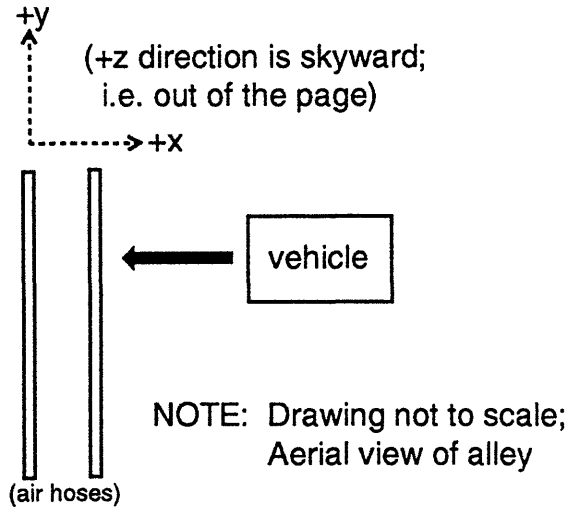 +y
(+z direction is skyward;
i.e. out of the page)
+x
vehicle
NOTE: Drawing not to scale;
Aerial view of alley
(air hoses)